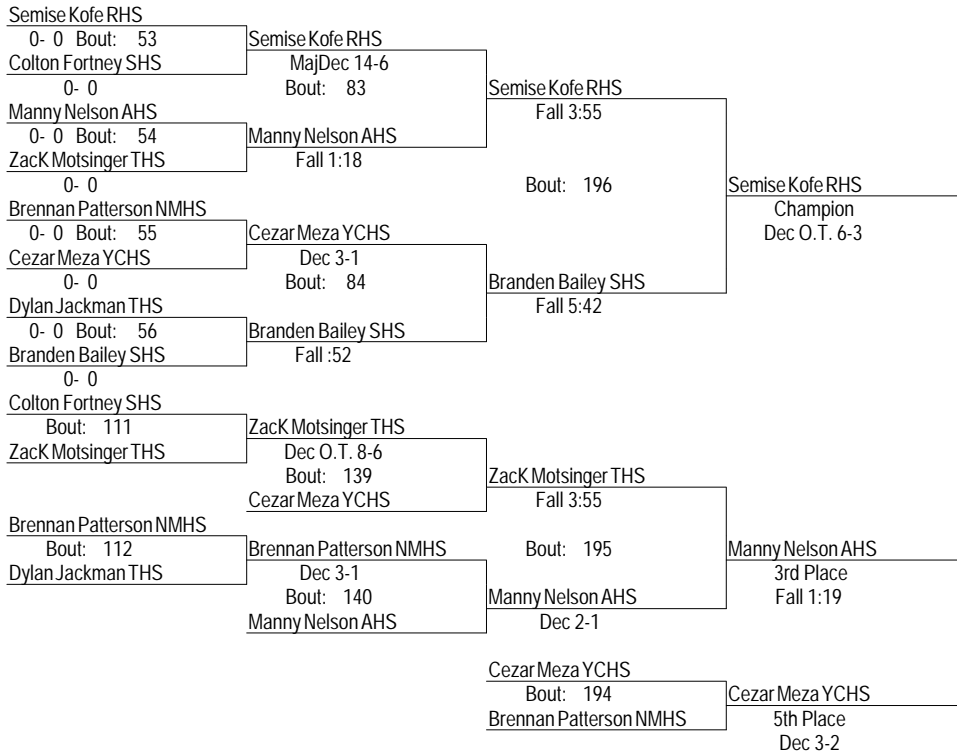 Semise Kofe RHS
0- 0 Bout: 53
Colton Fortney SHS
0- 0
Manny Nelson AHS
0- 0 Bout: 54
ZacK Motsinger THS
0- 0
Brennan Patterson NMHS
0- 0 Bout: 55
Cezar Meza YCHS
0- 0
Dylan Jackman THS
0- 0 Bout: 56
Branden Bailey SHS
0- 0
Semise Kofe RHS
MajDec 14-6
Bout: 83
Manny Nelson AHS
Fall 1:18
Cezar Meza YCHS
Dec 3-1
Bout: 84
Branden Bailey SHS
Fall :52
Semise Kofe RHS
Fall 3:55
Bout: 196
Branden Bailey SHS
Fall 5:42
Semise Kofe RHS
Champion
Dec O.T. 6-3
Colton Fortney SHS
Bout: 111
ZacK Motsinger THS
Brennan Patterson NMHS
Bout: 112
Dylan Jackman THS
ZacK Motsinger THS
Dec O.T. 8-6
Bout: 139
Cezar Meza YCHS
Brennan Patterson NMHS
Dec 3-1
Bout: 140
Manny Nelson AHS
ZacK Motsinger THS
Fall 3:55
Bout: 195
Manny Nelson AHS
Dec 2-1
Manny Nelson AHS
3rd Place
Fall 1:19
Cezar Meza YCHS
Bout: 194
Brennan Patterson NMHS
Cezar Meza YCHS
5th Place
Dec 3-2